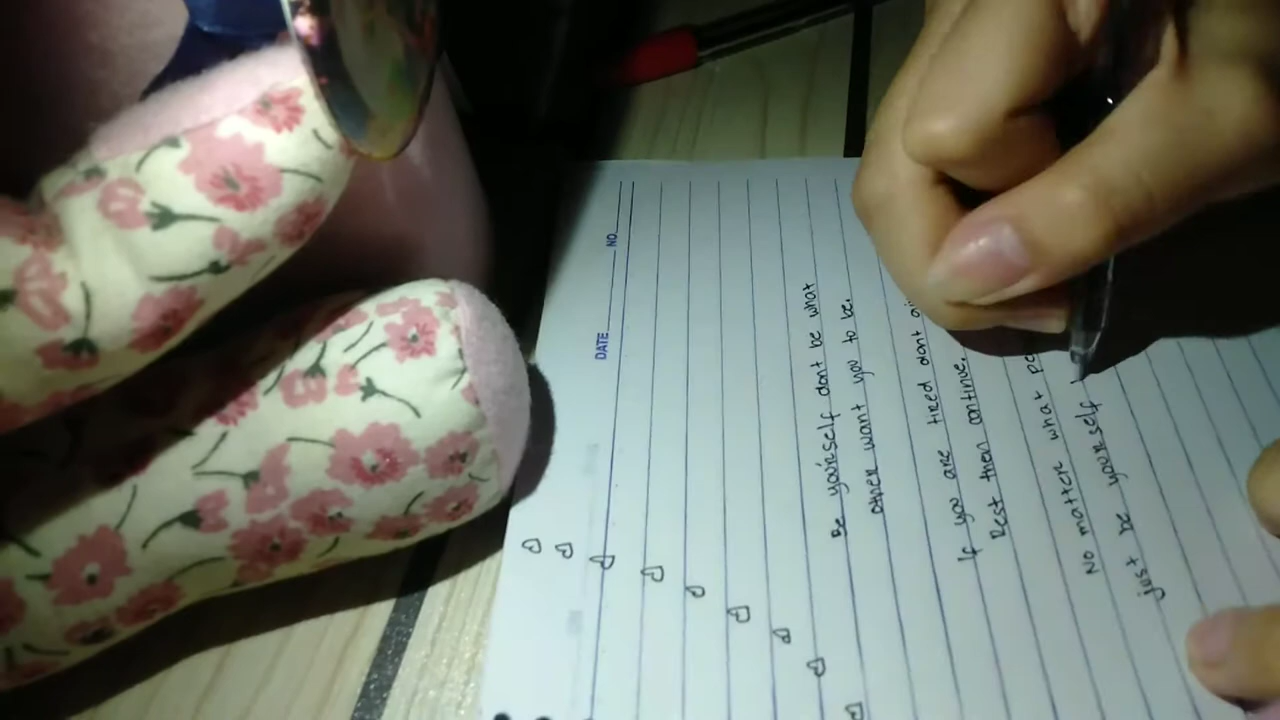 DATE NO.
Be yourself dont be what
other want you to be.
If you are tired dont
Rest then continue.
No matter what
just be yourself